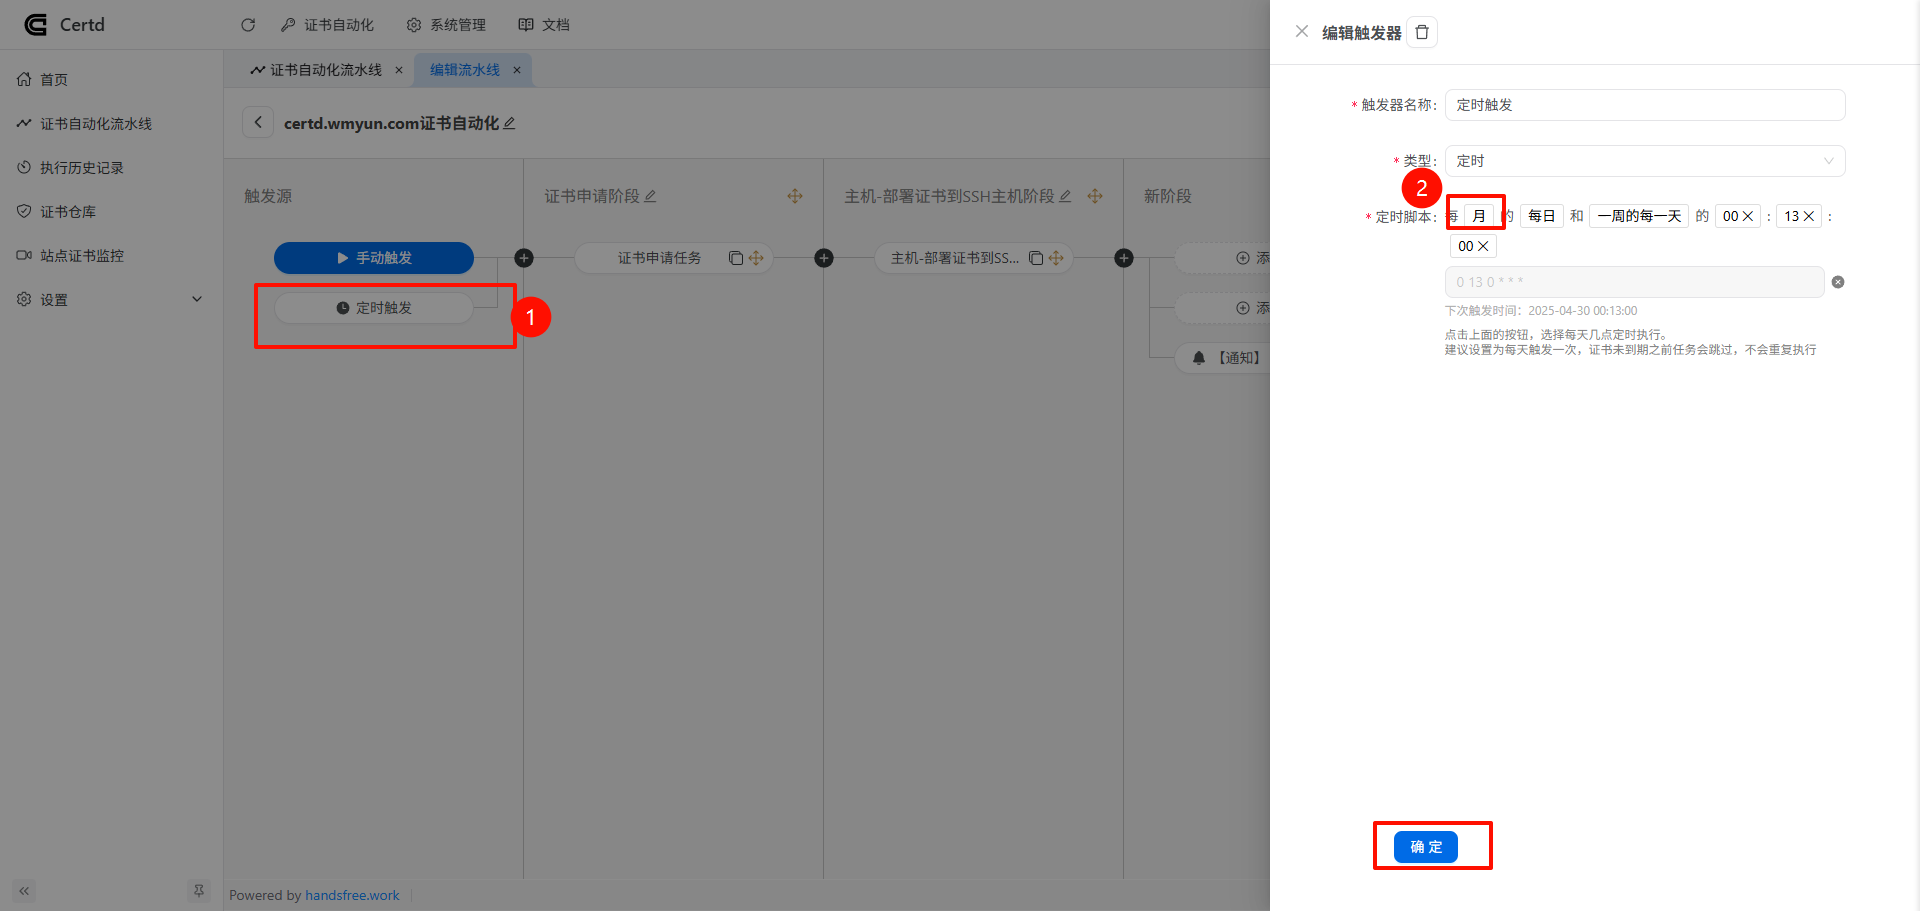 Certd
证书自动化
系统管理
文档
首页
证书自动化流水线
执行历史记录
证书仓库
站点证书监控
设置
证书自动化流水线
编辑流水线
certd.wmyun.com证书自动化
触发源
证书申请阶段
主机-部署证书到SSH主机阶段
新阶段
手动触发
证书申请任务
主机-部署证书到SS...
添
定时触发
1
添
【通知】
Powered by handsfree.work
编辑触发器
* 触发器名称:
定时触发
* 类型:
定时
2
* 定时脚本:
每 月 的 每日 和 一周的每一天 的 00 : 13 :
00
0 13 0 * * *
下次触发时间：2025-04-30 00:13:00
点击上面的按钮，选择每天几点定时执行。
建议设置为每天触发一次，证书未到期之前任务会跳过，不会重复执行
确 定